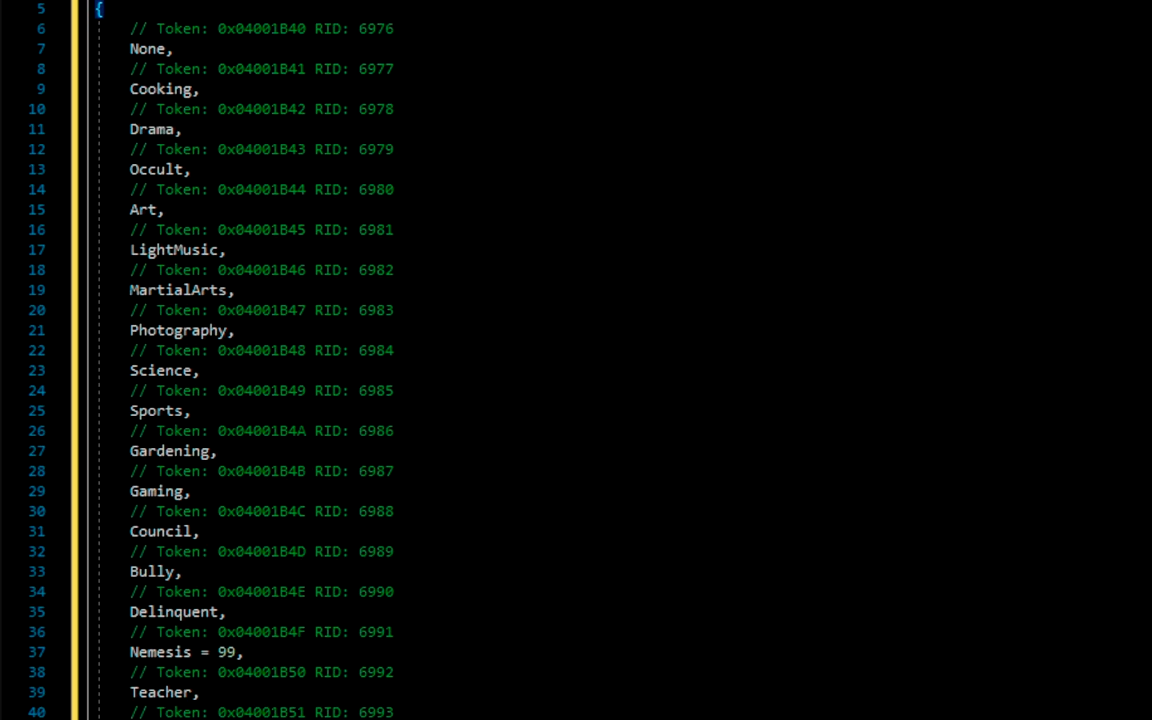 5 {
6 // Token: 0x04001B40 RID: 6976
7 None,
8 // Token: 0x04001B41 RID: 6977
9 Cooking,
10 // Token: 0x04001B42 RID: 6978
11 Drama,
12 // Token: 0x04001B43 RID: 6979
13 Occult,
14 // Token: 0x04001B44 RID: 6980
15 Art,
16 // Token: 0x04001B45 RID: 6981
17 LightMusic,
18 // Token: 0x04001B46 RID: 6982
19 MartialArts,
20 // Token: 0x04001B47 RID: 6983
21 Photography,
22 // Token: 0x04001B48 RID: 6984
23 Science,
24 // Token: 0x04001B49 RID: 6985
25 Sports,
26 // Token: 0x04001B4A RID: 6986
27 Gardening,
28 // Token: 0x04001B4B RID: 6987
29 Gaming,
30 // Token: 0x04001B4C RID: 6988
31 Council,
32 // Token: 0x04001B4D RID: 6989
33 Bully,
34 // Token: 0x04001B4E RID: 6990
35 Delinquent,
36 // Token: 0x04001B4F RID: 6991
37 Nemesis = 99,
38 // Token: 0x04001B50 RID: 6992
39 Teacher,
40 // Token: 0x04001B51 RID: 6993